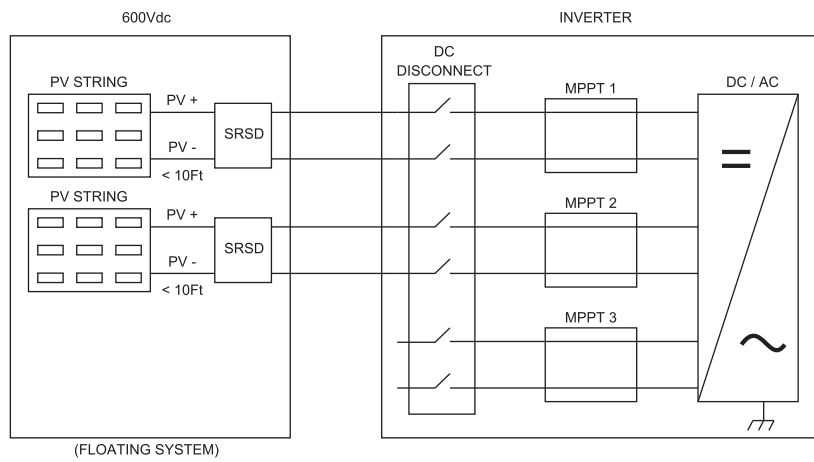 600Vdc
INVERTER
PV STRING
PV +
SRSD
PV -
< 10Ft
PV STRING
PV +
SRSD
PV -
< 10Ft
(FLOATING SYSTEM)
DC
DISCONNECT
MPPT 1
MPPT 2
MPPT 3
DC / AC